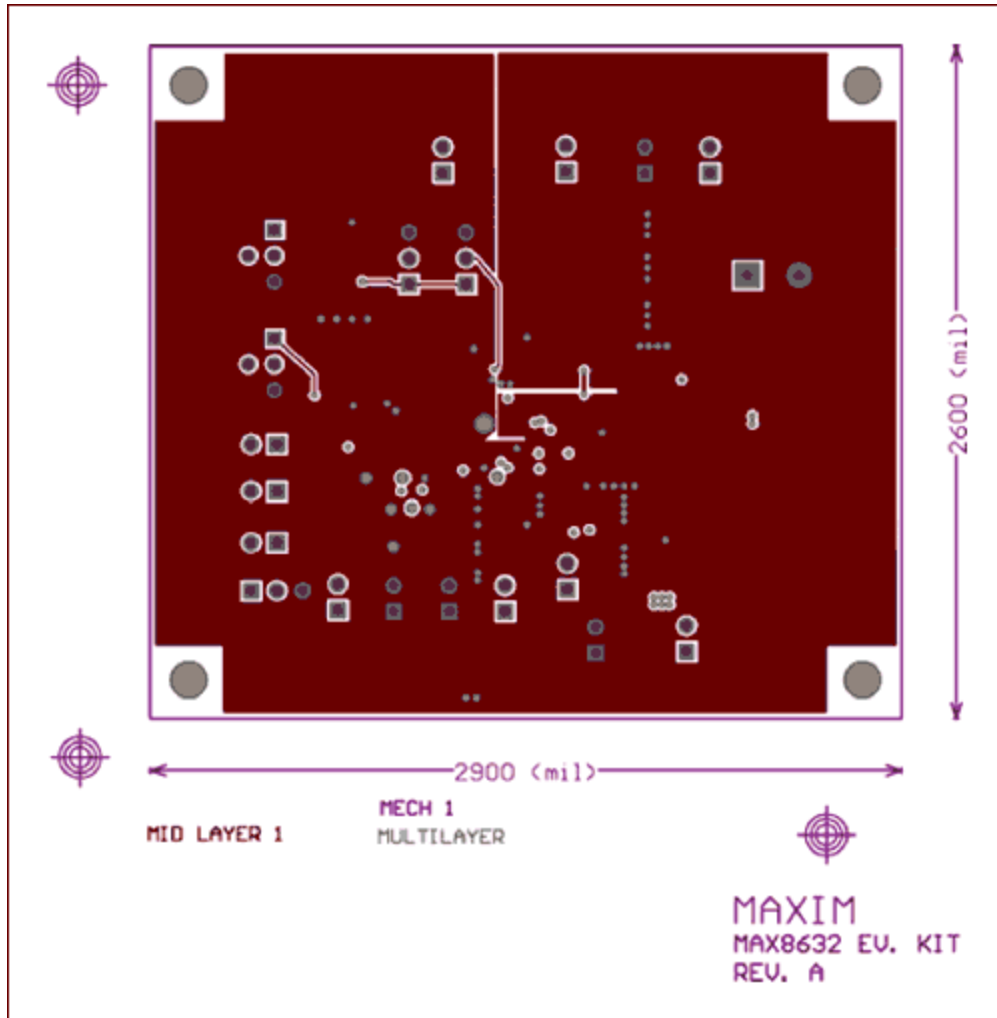 2600 (mil)
2900 (mil)
MECH 1
MID LAYER 1
MULTILAYER
MAXIM
MAX8632 EV. KIT
REV. A